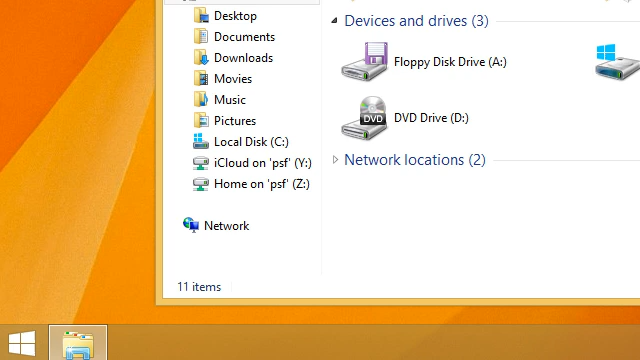 Desktop
Documents
Downloads
Movies
Music
Pictures
Local Disk (C:)
iCloud on 'psf' (Y:)
Home on 'psf' (Z:)
Network
11 items
Devices and drives (3)
Floppy Disk Drive (A:)
DVD
DVD Drive (D:)
Network locations (2)